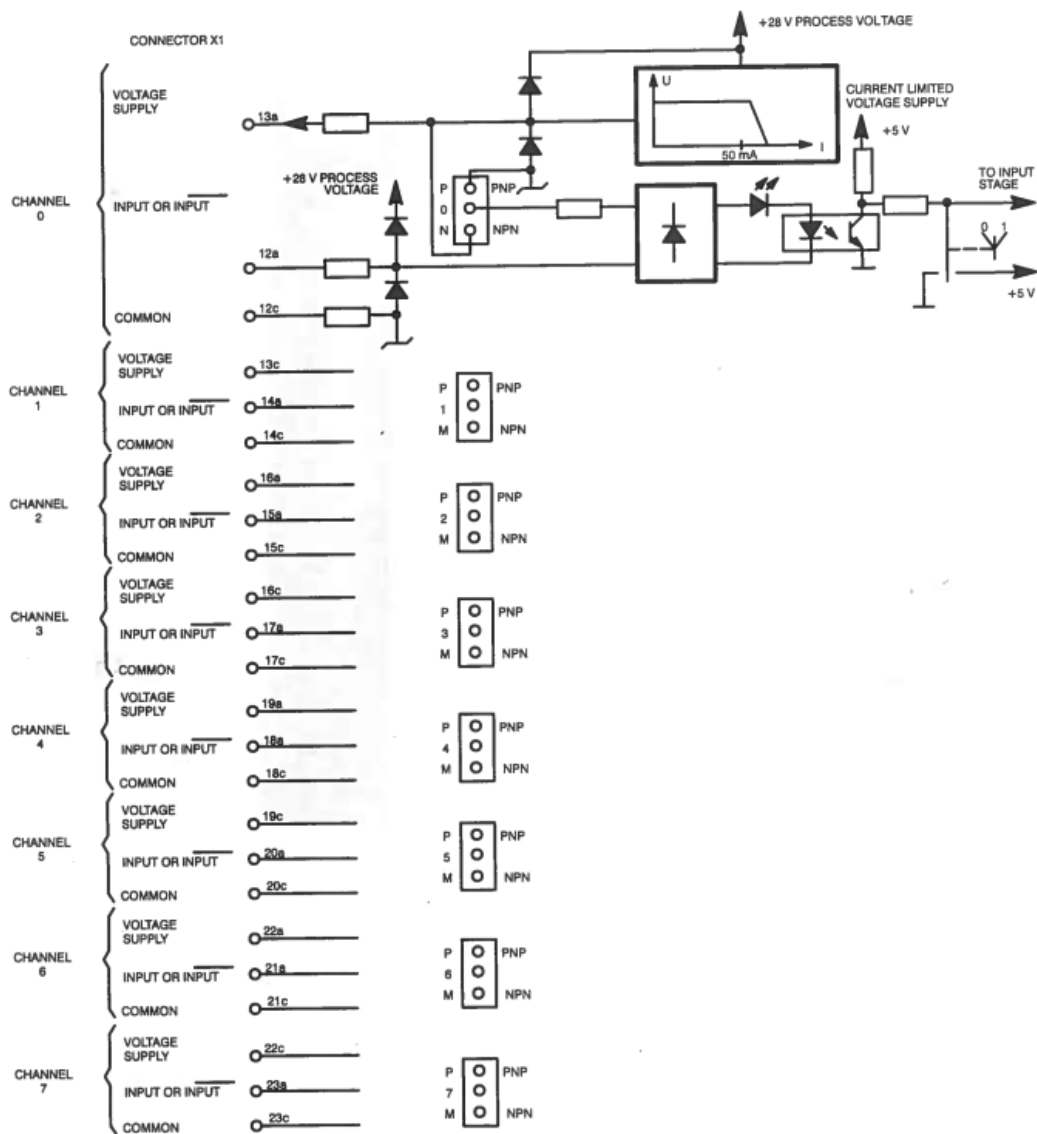 +28 V PROCESS VOLTAGE
CONNECTOR X1
VOLTAGE
SUPPLY
13a
U
50 mA
I
CURRENT LIMITED
VOLTAGE SUPPLY
+5 V
+28 V PROCESS
VOLTAGE
P PNP
0
N NPN
TO INPUT
STAGE
0 1
+5 V
CHANNEL
0
INPUT OR INPUT
12a
COMMON
12c
CHANNEL
1
VOLTAGE
SUPPLY
13c
INPUT OR INPUT
14a
COMMON
14c
P PNP
1
M NPN
CHANNEL
2
VOLTAGE
SUPPLY
16a
INPUT OR INPUT
15a
COMMON
15c
P PNP
2
M NPN
CHANNEL
3
VOLTAGE
SUPPLY
16c
INPUT OR INPUT
17a
COMMON
17c
P PNP
3
M NPN
CHANNEL
4
VOLTAGE
SUPPLY
19a
INPUT OR INPUT
18a
COMMON
18c
P PNP
4
M NPN
CHANNEL
5
VOLTAGE
SUPPLY
19c
INPUT OR INPUT
20a
COMMON
20c
P PNP
5
M NPN
CHANNEL
6
VOLTAGE
SUPPLY
22a
INPUT OR INPUT
21a
COMMON
21c
P PNP
6
M NPN
CHANNEL
7
VOLTAGE
SUPPLY
22c
INPUT OR INPUT
23a
COMMON
23c
P PNP
7
M NPN